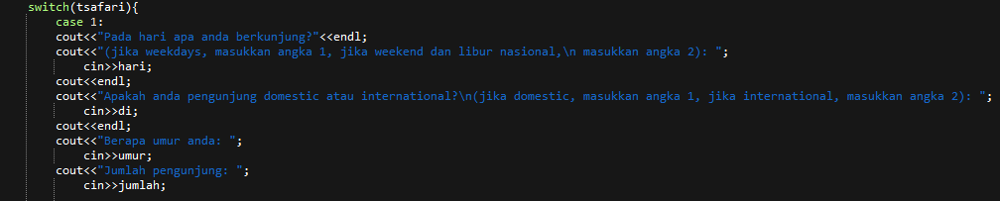 switch(tsafari){
case 1:
cout<<"Pada hari apa anda berkunjung?"<<endl;
cout<<"(jika weekdays, masukkan angka 1, jika weekend dan libur nasional,\n masukkan angka 2): ";
cin>>hari;
cout<<endl;
cout<<"Apakah anda pengunjung domestic atau international?\n(jika domestic, masukkan angka 1, jika international, masukkan angka 2): ";
cin>>di;
cout<<endl;
cout<<"Berapa umur anda: ";
cin>>umur;
cout<<"Jumlah pengunjung: ";
cin>>jumlah;